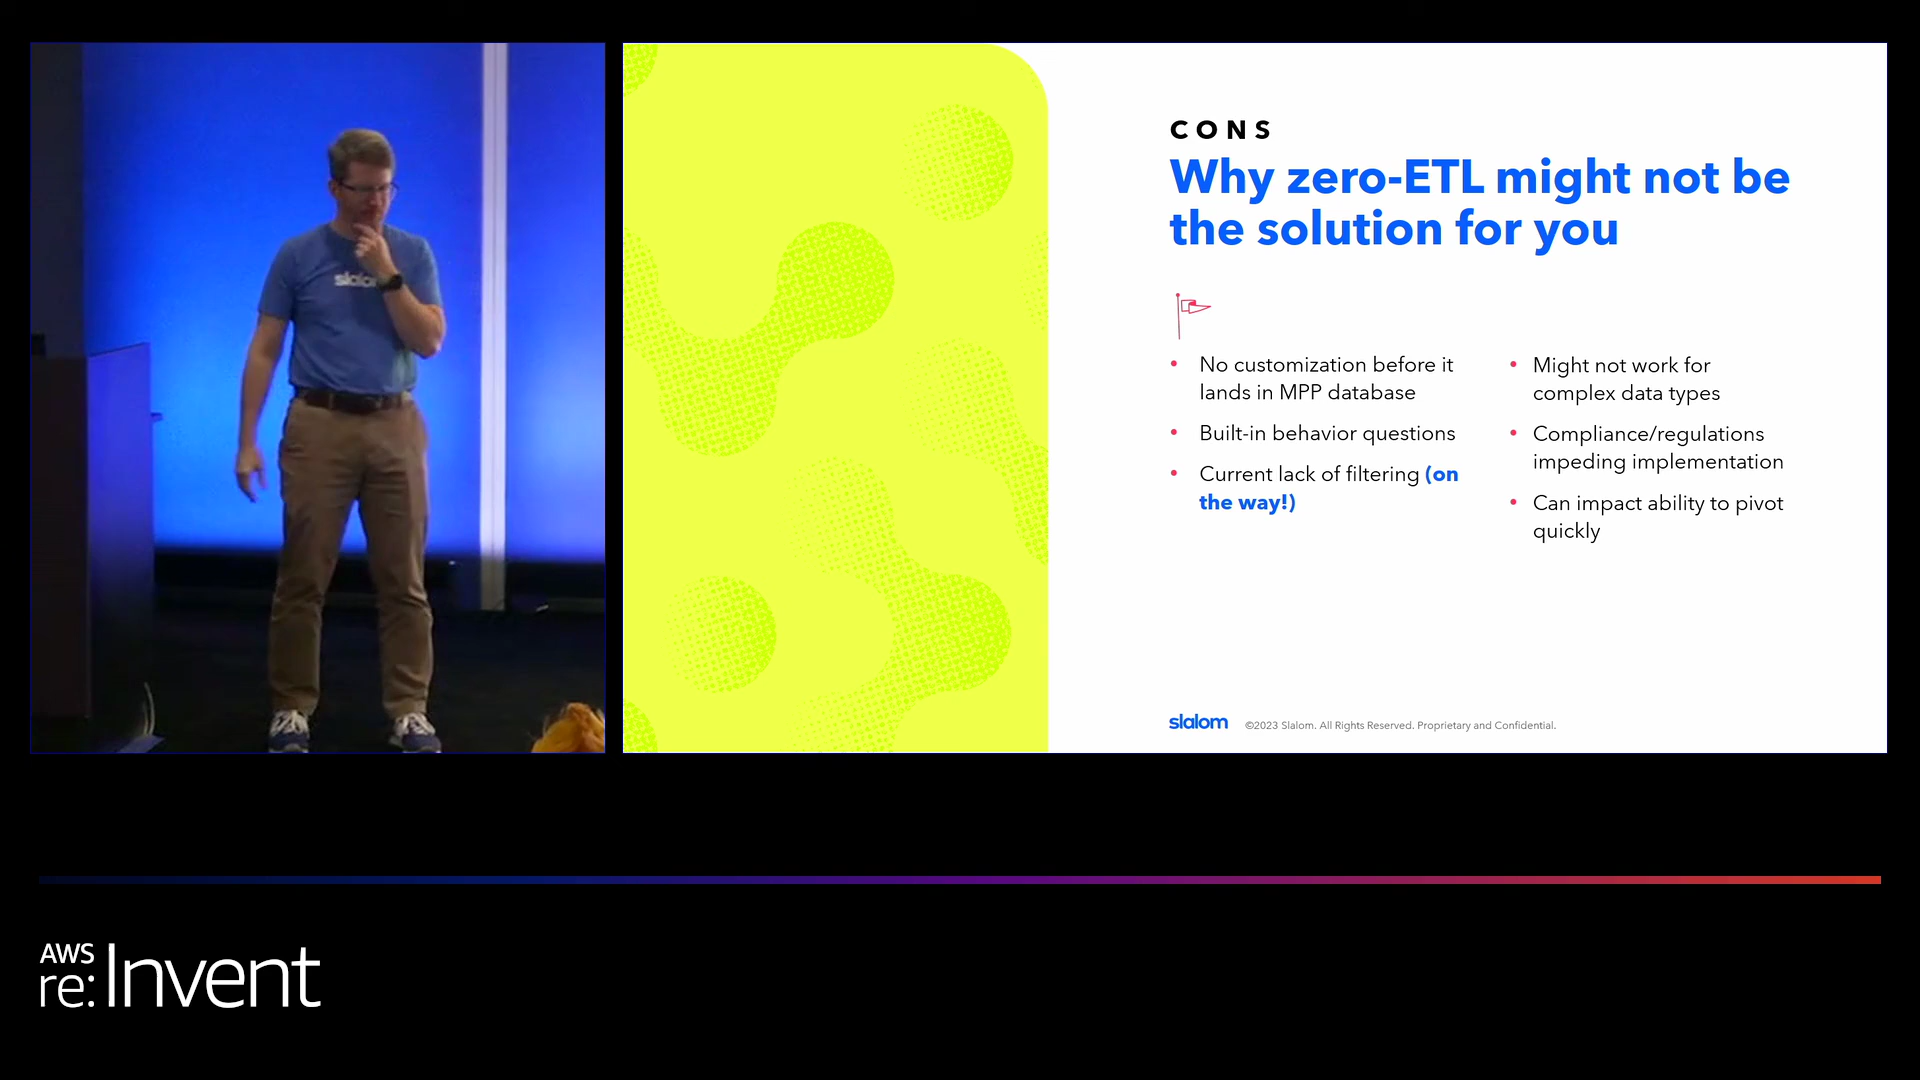 slalom
CONS
Why zero-ETL might not be
the solution for you
• No customization before it
lands in MPP database
• Built-in behavior questions
• Current lack of filtering (on
the way!)
• Might not work for
complex data types
• Compliance/regulations
impeding implementation
• Can impact ability to pivot
quickly
slalom ©2023 Slalom. All Rights Reserved. Proprietary and Confidential.
AWS
re:Invent